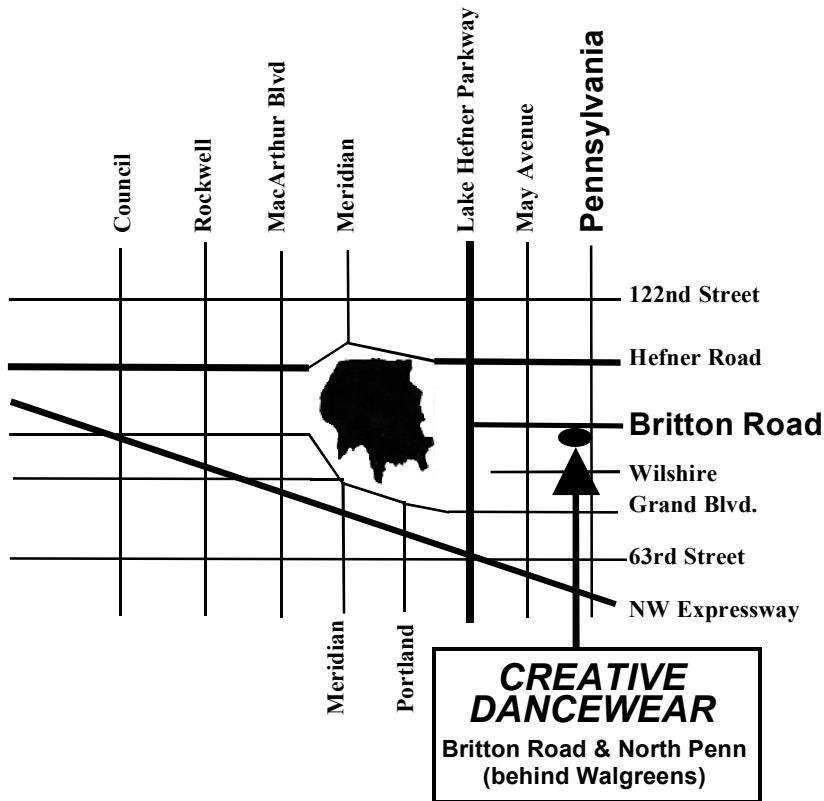 Council
Rockwell
MacArthur Blvd
Meridian
Lake Hefner Parkway
May Avenue
Pennsylvania
122nd Street
Hefner Road
Britton Road
Wilshire
Grand Blvd.
63rd Street
NW Expressway
Meridian
Portland
CREATIVE
DANCEWEAR
Britton Road & North Penn
(behind Walgreens)